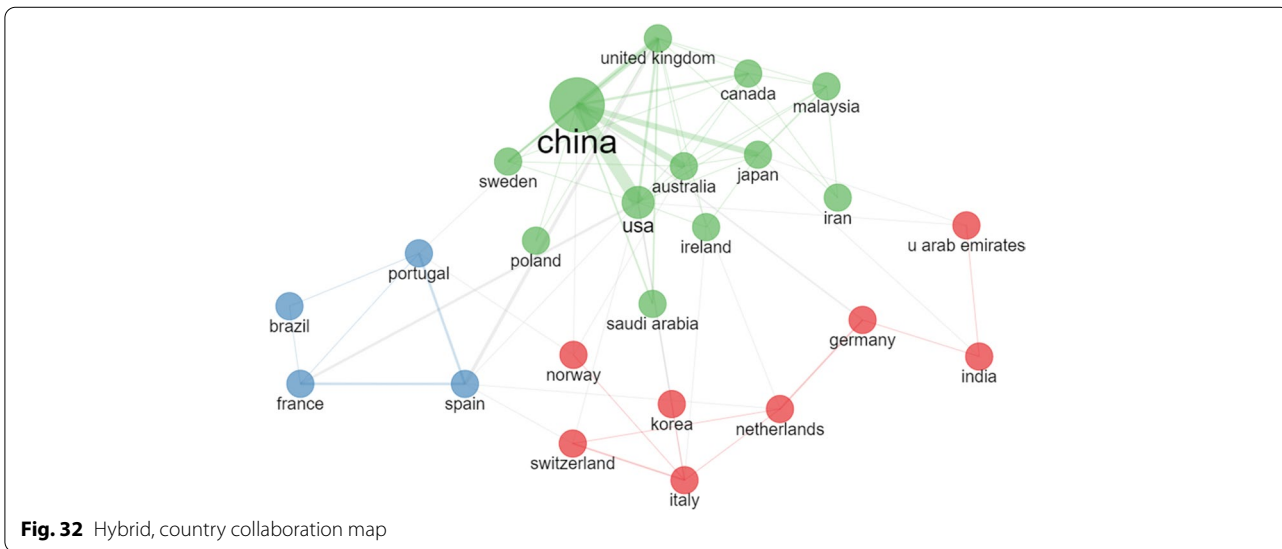 united kingdom
canada
malaysia
china
japan
sweden
australia
iran
usa
ireland
u arab emirates
poland
portugal
saudi arabia
brazil
germany
norway
india
france
spain
korea
netherlands
switzerland
italy
Fig. 32 Hybrid, country collaboration map